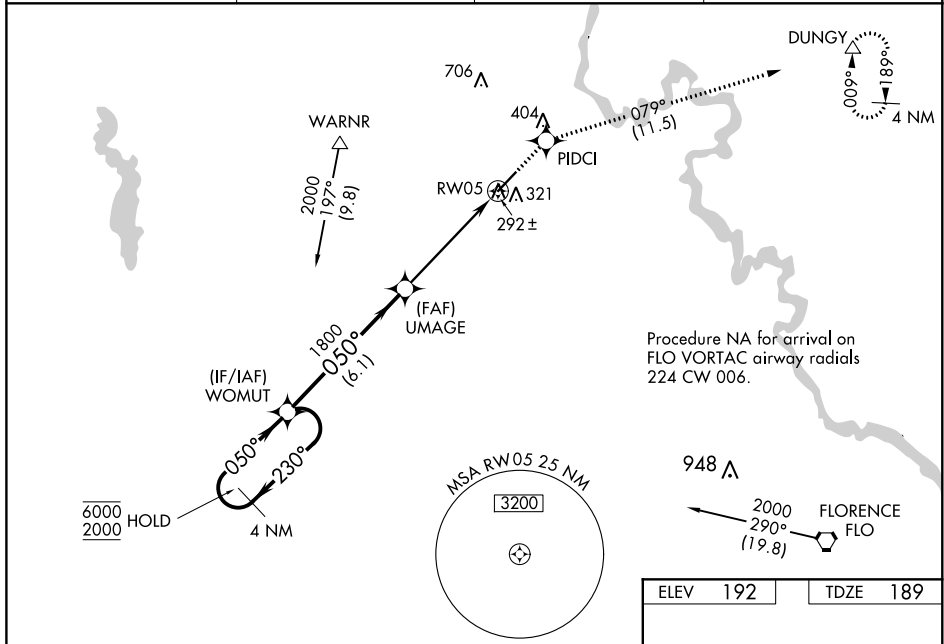 DUNGY
009°
189°
4 NM
706
404
079°
(11.5)
PIDCI
WARNR
2000
197°
(9.8)
RW05
321
292±
(FAF)
UMAGE
1800
050°
(6.1)
Procedure NA for arrival on
FLO VORTAC airway radials
224 CW 006.
(IF/IAF)
WOMUT
050°
230°
6000
2000
HOLD
4 NM
MSA RW05 25 NM
3200
948
2000
290°
(19.8)
FLORENCE
FLO
ELEV 192
TDZE 189